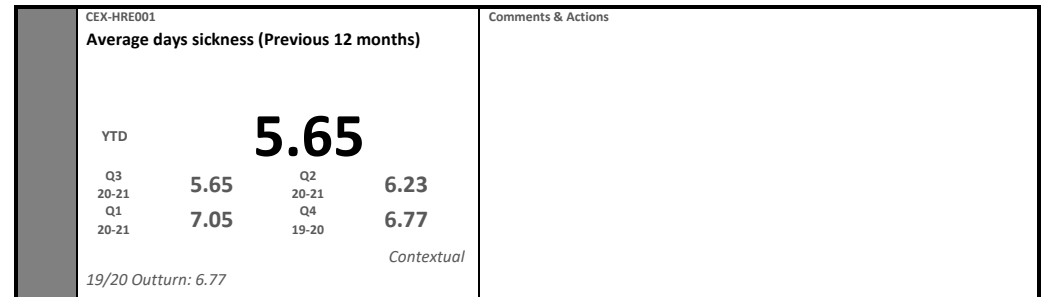 CEX-HRE001
Average days sickness (Previous 12 months)
YTD 5.65
Q3 20-21 5.65 Q2 20-21 6.23
Q1 20-21 7.05 Q4 19-20 6.77
Contextual
19/20 Outturn: 6.77
Comments & Actions